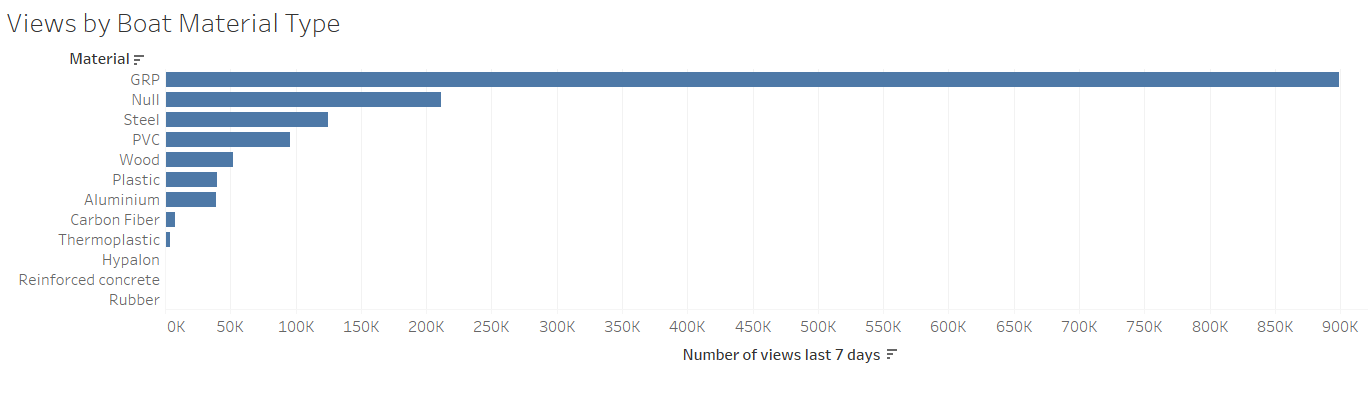 Views by Boat Material Type
Material
GRP
Null
Steel
PVC
Wood
Plastic
Aluminium
Carbon Fiber
Thermoplastic
Hypalon
Reinforced concrete
Rubber
0K 50K 100K 150K 200K 250K 300K 350K 400K 450K 500K 550K 600K 650K 700K 750K 800K 850K 900K
Number of views last 7 days